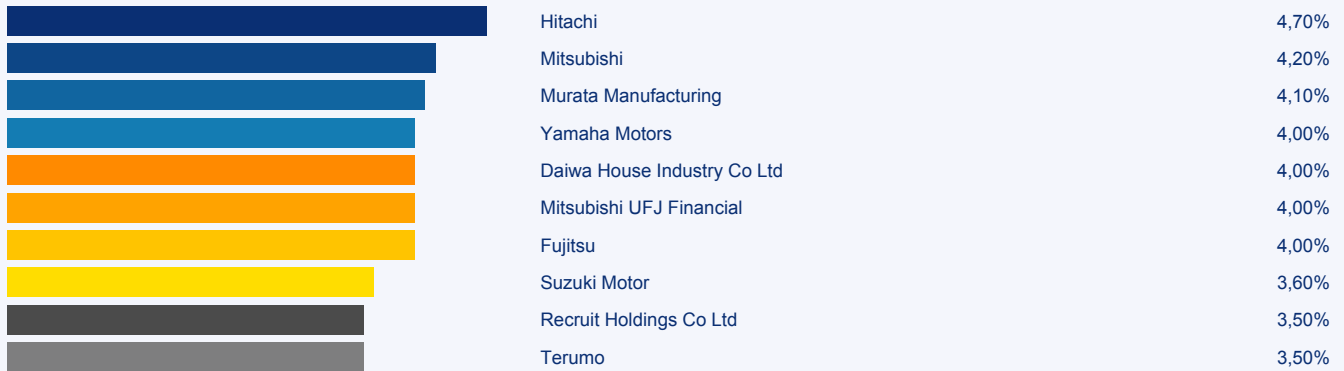 Hitachi 4,70%
Mitsubishi 4,20%
Murata Manufacturing 4,10%
Yamaha Motors 4,00%
Daiwa House Industry Co Ltd 4,00%
Mitsubishi UFJ Financial 4,00%
Fujitsu 4,00%
Suzuki Motor 3,60%
Recruit Holdings Co Ltd 3,50%
Terumo 3,50%